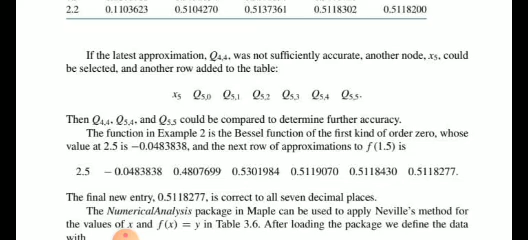 2.2 0.1103623 0.5104270 0.5137361 0.5118302 0.5118200
If the latest approximation, Q4,4, was not sufficiently accurate, another node, x5, could
be selected, and another row added to the table:
x5 Q5,0 Q5,1 Q5,2 Q5,3 Q5,4 Q5,5.
Then Q4,4, Q5,4, and Q5,5 could be compared to determine further accuracy.
The function in Example 2 is the Bessel function of the first kind of order zero, whose
value at 2.5 is −0.0483838, and the next row of approximations to f(1.5) is
2.5 − 0.0483838 0.4807699 0.5301984 0.5119070 0.5118430 0.5118277.
The final new entry, 0.5118277, is correct to all seven decimal places.
The NumericalAnalysis package in Maple can be used to apply Neville's method for
the values of x and f(x) = y in Table 3.6. After loading the package we define the data
with